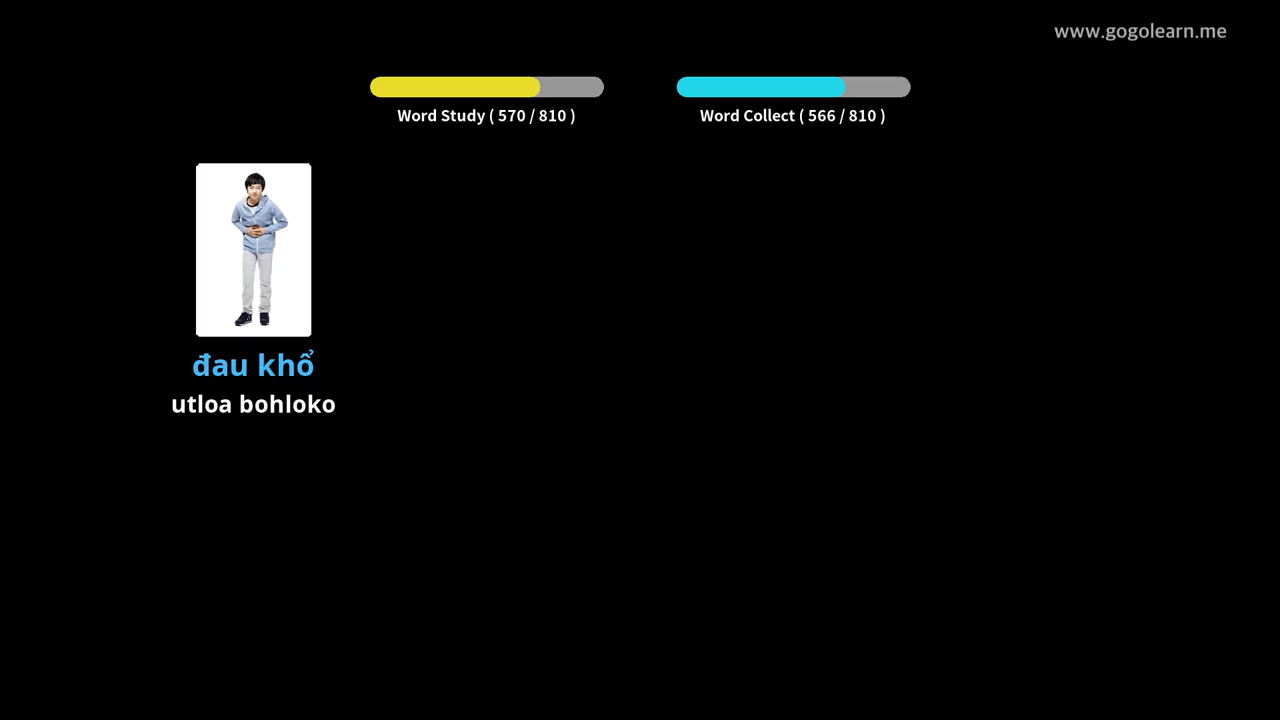 www.gogolearn.me
Word Study ( 570 / 810 )
Word Collect ( 566 / 810 )
đau khổ
utloa bohloko